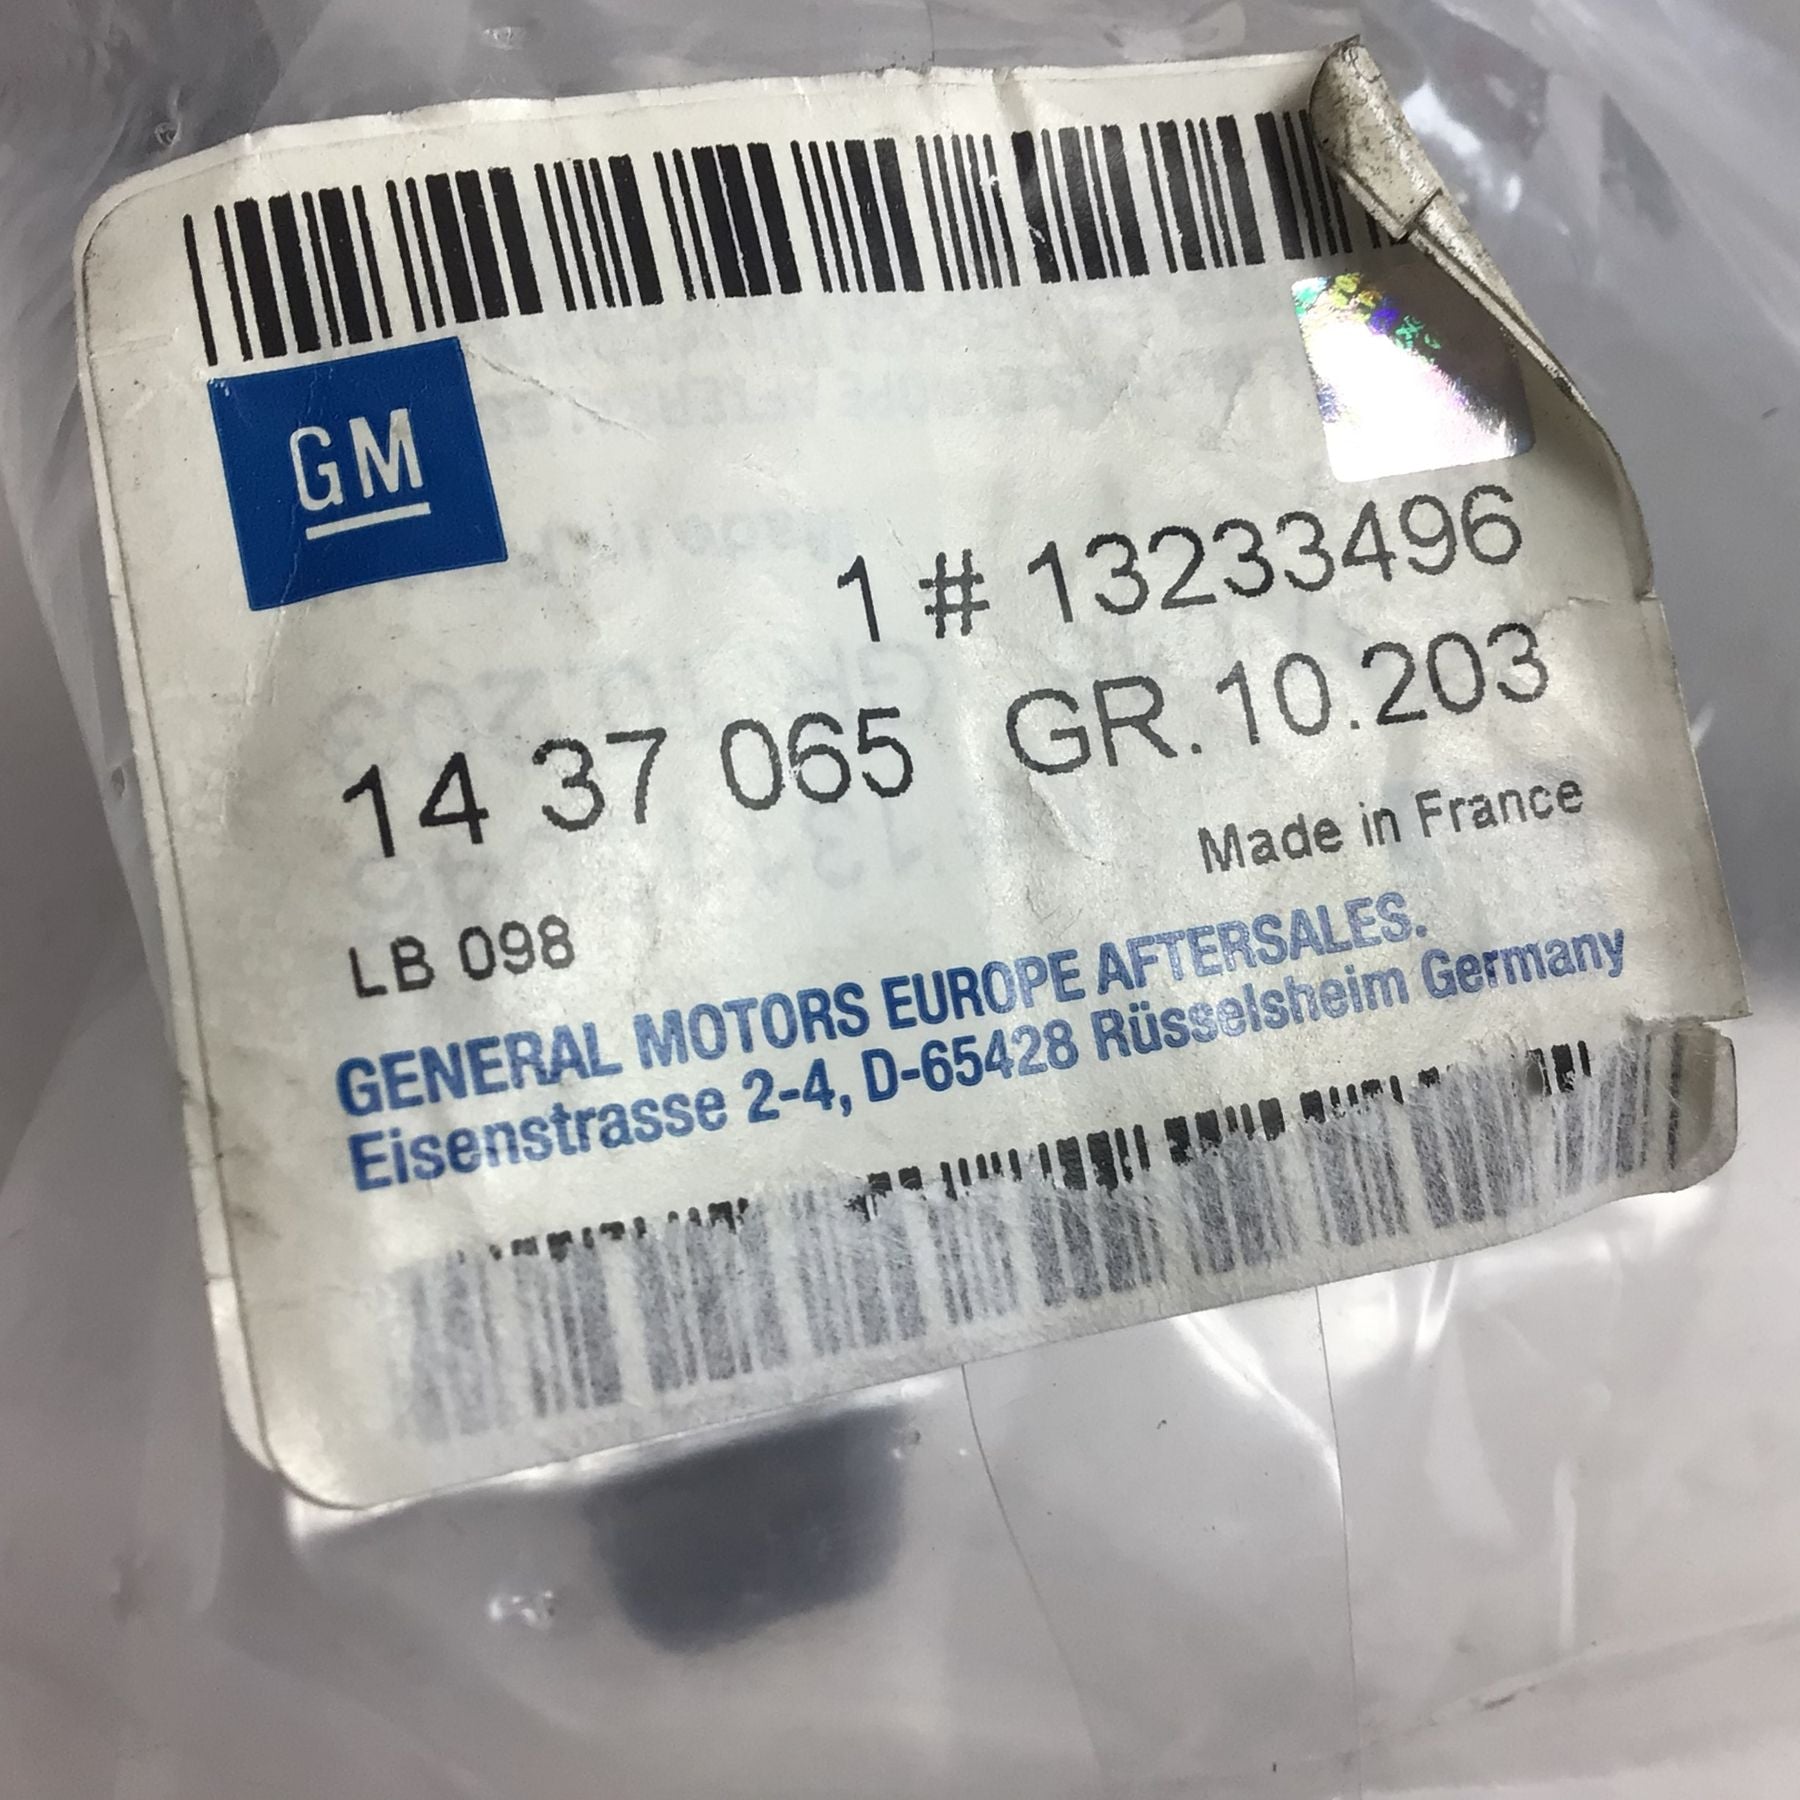 GM
1 # 13233496
14 37 065 GR. 10.203
Made in France
LB 098
GENERAL MOTORS EUROPE AFTERSALES.
Eisenstrasse 2-4, D-65428 Rüsselsheim Germany